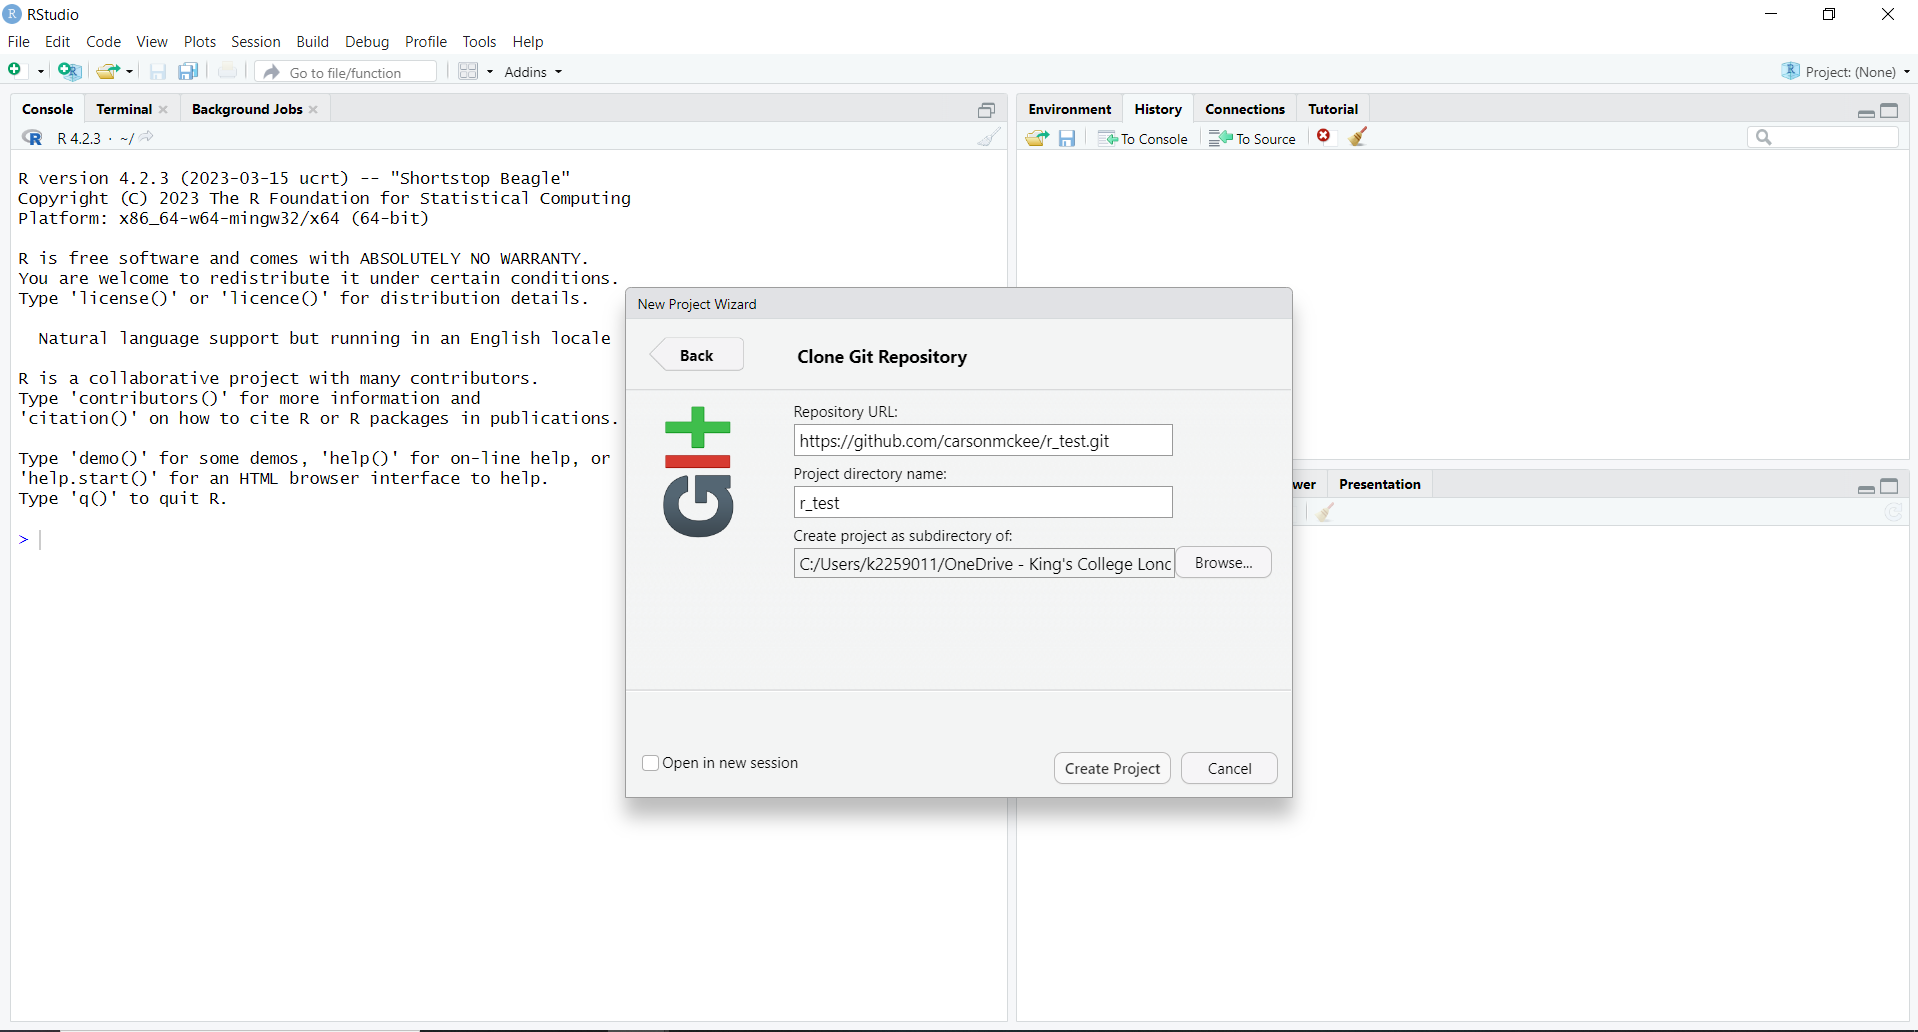 RStudio
File Edit Code View Plots Session Build Debug Profile Tools Help
Go to file/function Addins Project: (None)
Console Terminal Background Jobs
R 4.2.3 · ~/
R version 4.2.3 (2023-03-15 ucrt) -- "Shortstop Beagle"
Copyright (C) 2023 The R Foundation for Statistical Computing
Platform: x86_64-w64-mingw32/x64 (64-bit)
R is free software and comes with ABSOLUTELY NO WARRANTY.
You are welcome to redistribute it under certain conditions.
Type 'license()' or 'licence()' for distribution details.
Natural language support but running in an English locale
R is a collaborative project with many contributors.
Type 'contributors()' for more information and
'citation()' on how to cite R or R packages in publications.
Type 'demo()' for some demos, 'help()' for on-line help, or
'help.start()' for an HTML browser interface to help.
Type 'q()' to quit R.
>
Environment History Connections Tutorial
To Console To Source
wer Presentation
New Project Wizard
Back Clone Git Repository
GIT
Repository URL:
https://github.com/carsonmckee/r_test.git
Project directory name:
r_test
Create project as subdirectory of:
C:/Users/k2259011/OneDrive - King's College Lonc Browse...
Open in new session Create Project Cancel